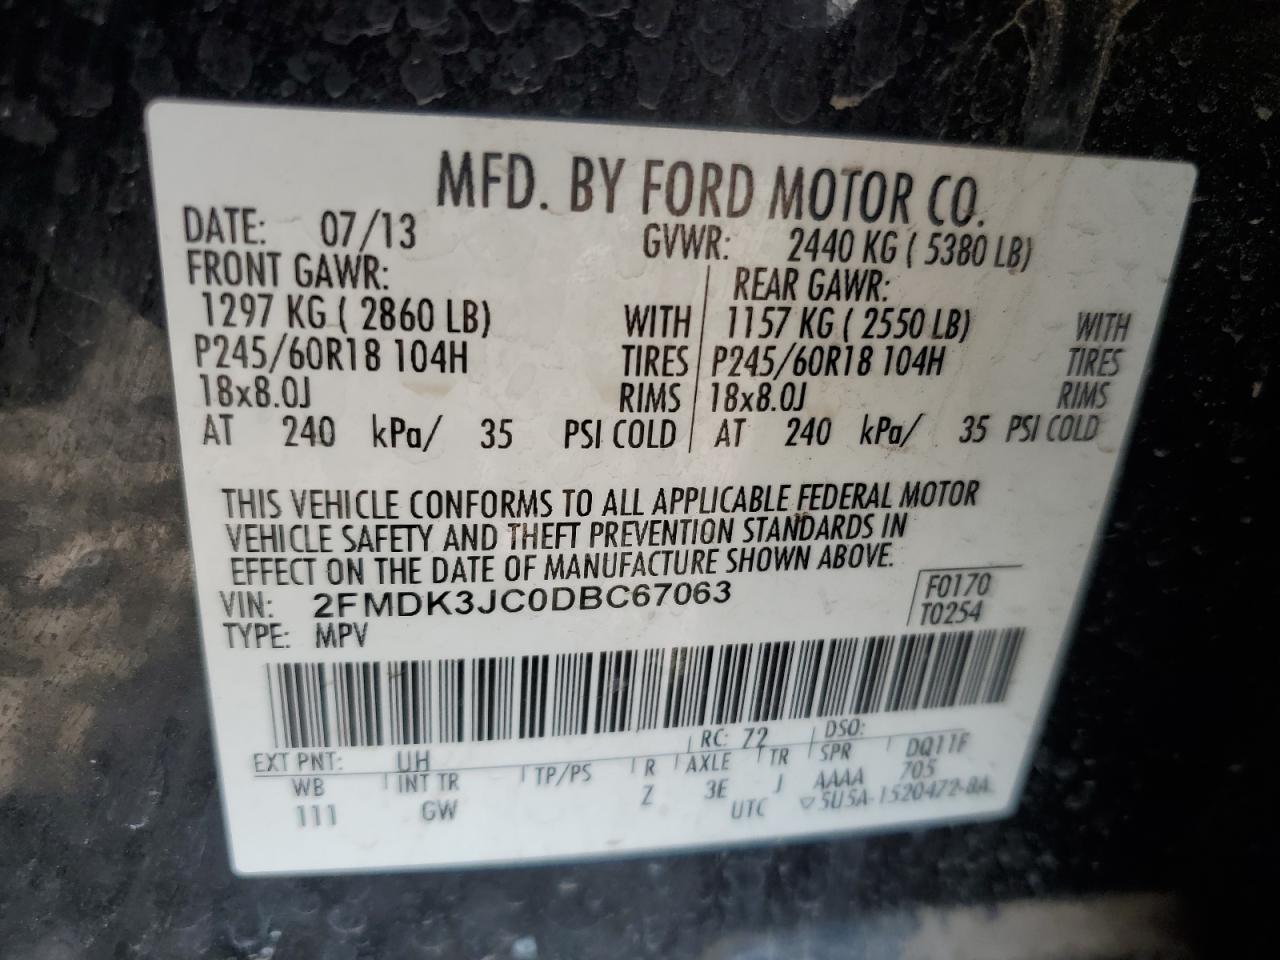 MFD. BY FORD MOTOR CO.
DATE: 07/13 GVWR: 2440 KG ( 5380 LB)
FRONT GAWR: REAR GAWR:
1297 KG ( 2860 LB) WITH 1157 KG ( 2550 LB) WITH
P245/60R18 104H TIRES P245/60R18 104H TIRES
18x8.0J RIMS 18x8.0J RIMS
AT 240 kPa/ 35 PSI COLD AT 240 kPa/ 35 PSI COLD
THIS VEHICLE CONFORMS TO ALL APPLICABLE FEDERAL MOTOR
VEHICLE SAFETY AND THEFT PREVENTION STANDARDS IN
EFFECT ON THE DATE OF MANUFACTURE SHOWN ABOVE.
VIN: 2FMDK3JC0DBC67063 F0170
TYPE: MPV T0254
EXT PNT: UH RC: 72 DSO:
WB INT TR TP/PS R AXLE TR SPR DQ11F
111 GW Z 3E J AAAA 705
UTC ▽5U5A-1520472-8A